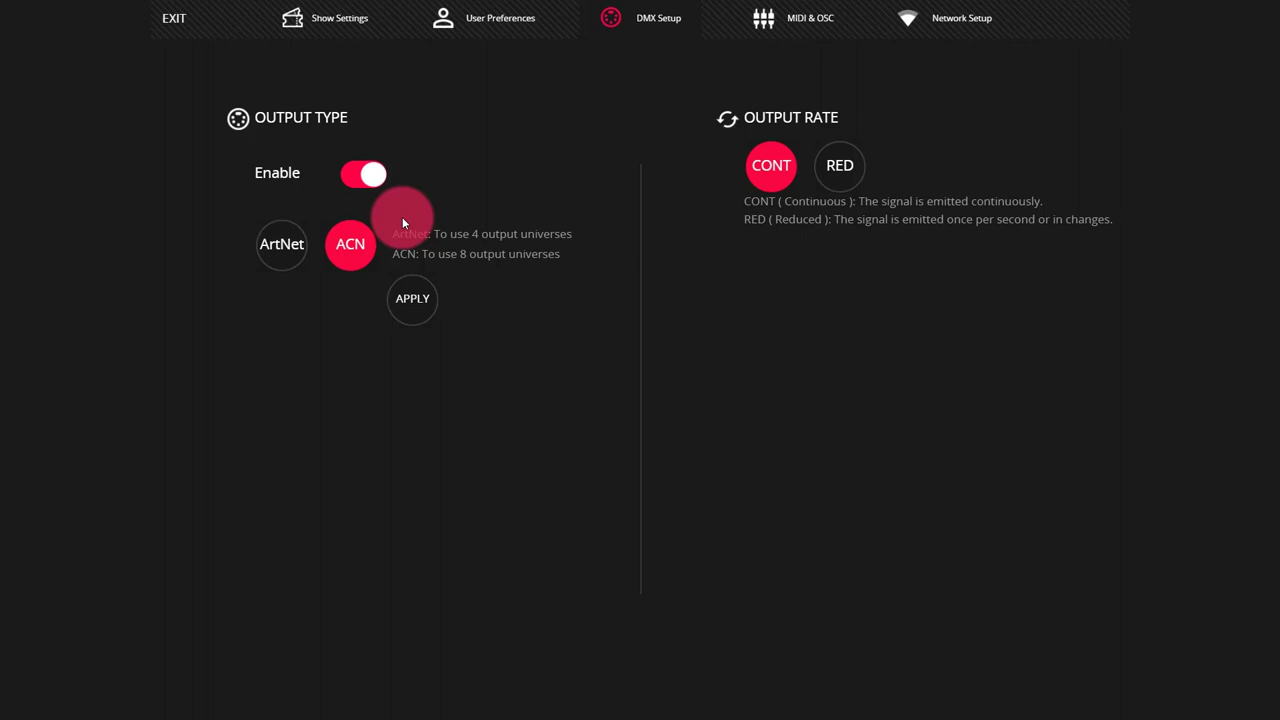 EXIT
Show Settings
User Preferences
DMX Setup
MIDI & OSC
Network Setup
OUTPUT TYPE
Enable
ArtNet
ACN
ArtNet: To use 4 output universes
ACN: To use 8 output universes
APPLY
OUTPUT RATE
CONT
RED
CONT ( Continuous ): The signal is emitted continuously.
RED ( Reduced ): The signal is emitted once per second or in changes.